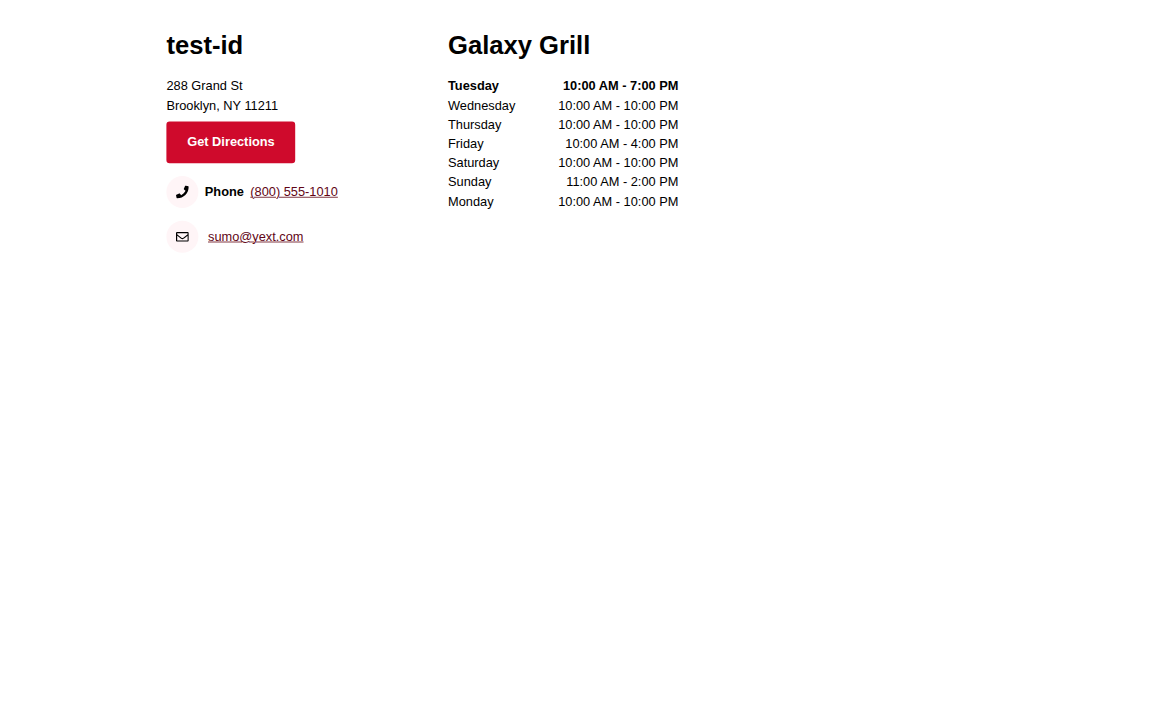 test-id
288 Grand St
Brooklyn, NY 11211
Get Directions
Phone (800) 555-1010
sumo@yext.com
Galaxy Grill
Tuesday 10:00 AM - 7:00 PM
Wednesday 10:00 AM - 10:00 PM
Thursday 10:00 AM - 10:00 PM
Friday 10:00 AM - 4:00 PM
Saturday 10:00 AM - 10:00 PM
Sunday 11:00 AM - 2:00 PM
Monday 10:00 AM - 10:00 PM